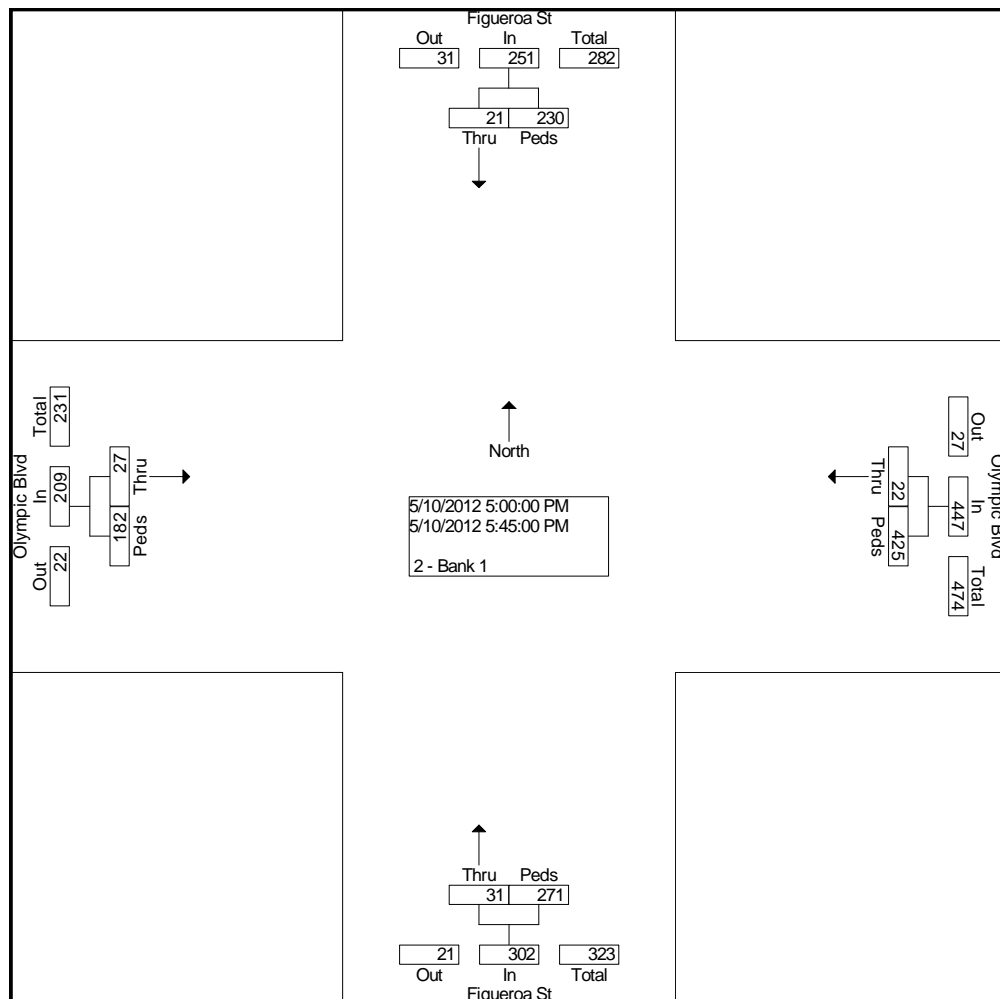 Figueroa St
Out In Total
31 251 282
21 230
Thru Peds
Olympic Blvd
Total In Out
231 209 22
27 182
Thru Peds
North
5/10/2012 5:00:00 PM
5/10/2012 5:45:00 PM
2 - Bank 1
Olympic Blvd
Out In Total
27 447 474
22 425
Thru Peds
Thru Peds
31 271
21 302 323
Out In Total
Figueroa St